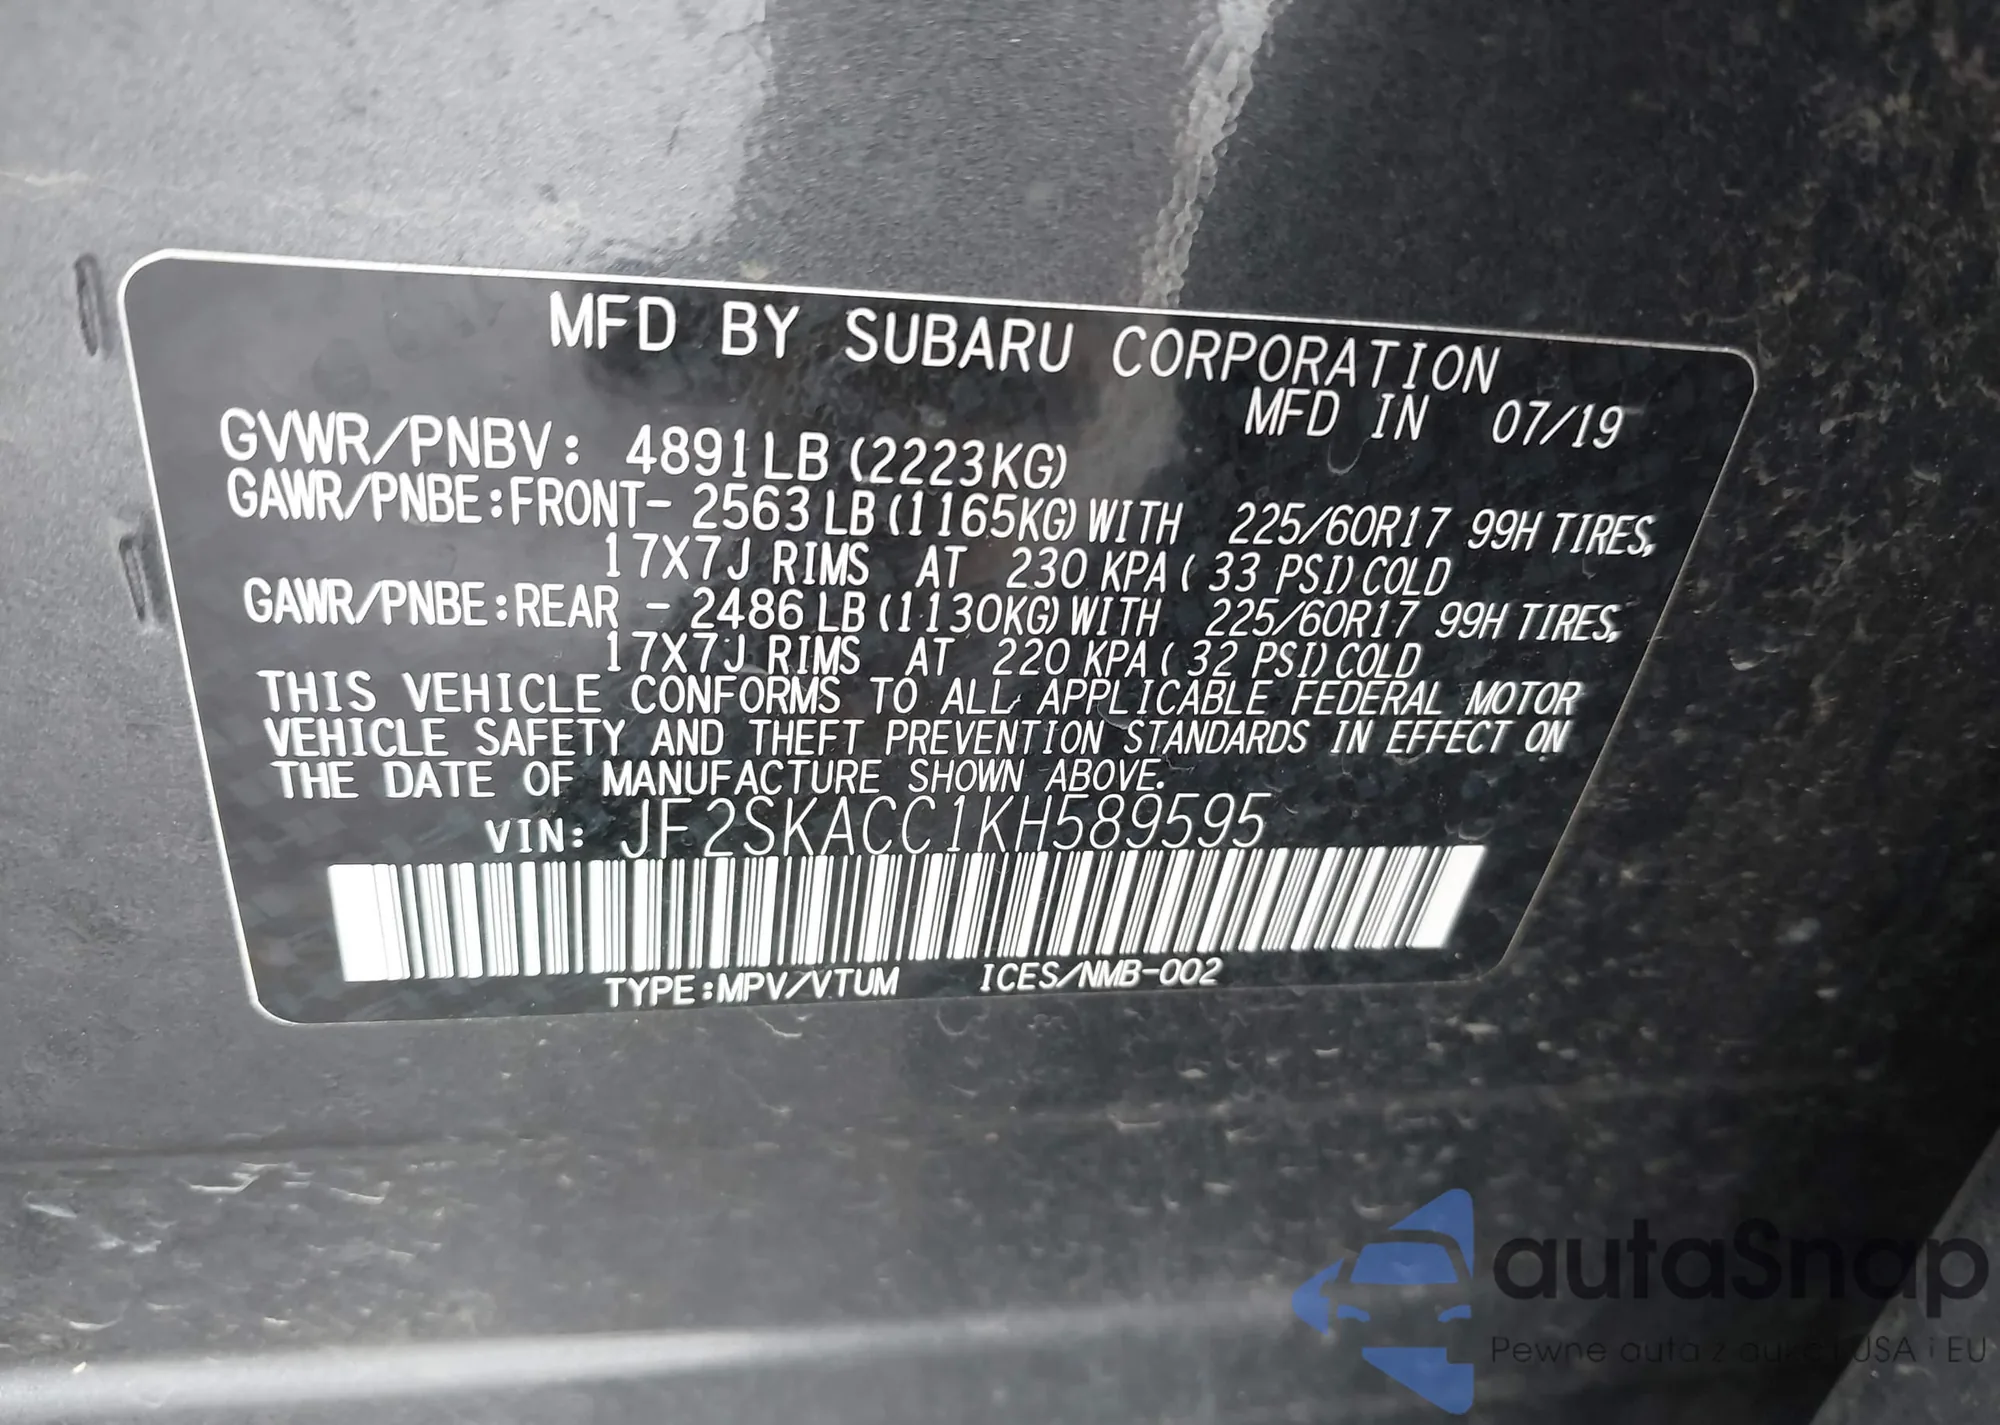 MFD BY SUBARU CORPORATION
MFD IN 07/19
GVWR/PNBV: 4891LB (2223KG)
GAWR/PNBE:FRONT- 2563LB(1165KG)WITH 225/60R17 99H TIRES,
17X7J RIMS AT 230 KPA( 33 PSI)COLD
GAWR/PNBE:REAR - 2486LB(1130KG)WITH 225/60R17 99H TIRES,
17X7J RIMS AT 220 KPA( 32 PSI)COLD
THIS VEHICLE CONFORMS TO ALL APPLICABLE FEDERAL MOTOR
VEHICLE SAFETY AND THEFT PREVENTION STANDARDS IN EFFECT ON
THE DATE OF MANUFACTURE SHOWN ABOVE.
VIN: JF2SKACC1KH589595
TYPE:MPV/VTUM ICES/NMB-002
autaSnap
Pewne auta z aukcji USA i EU